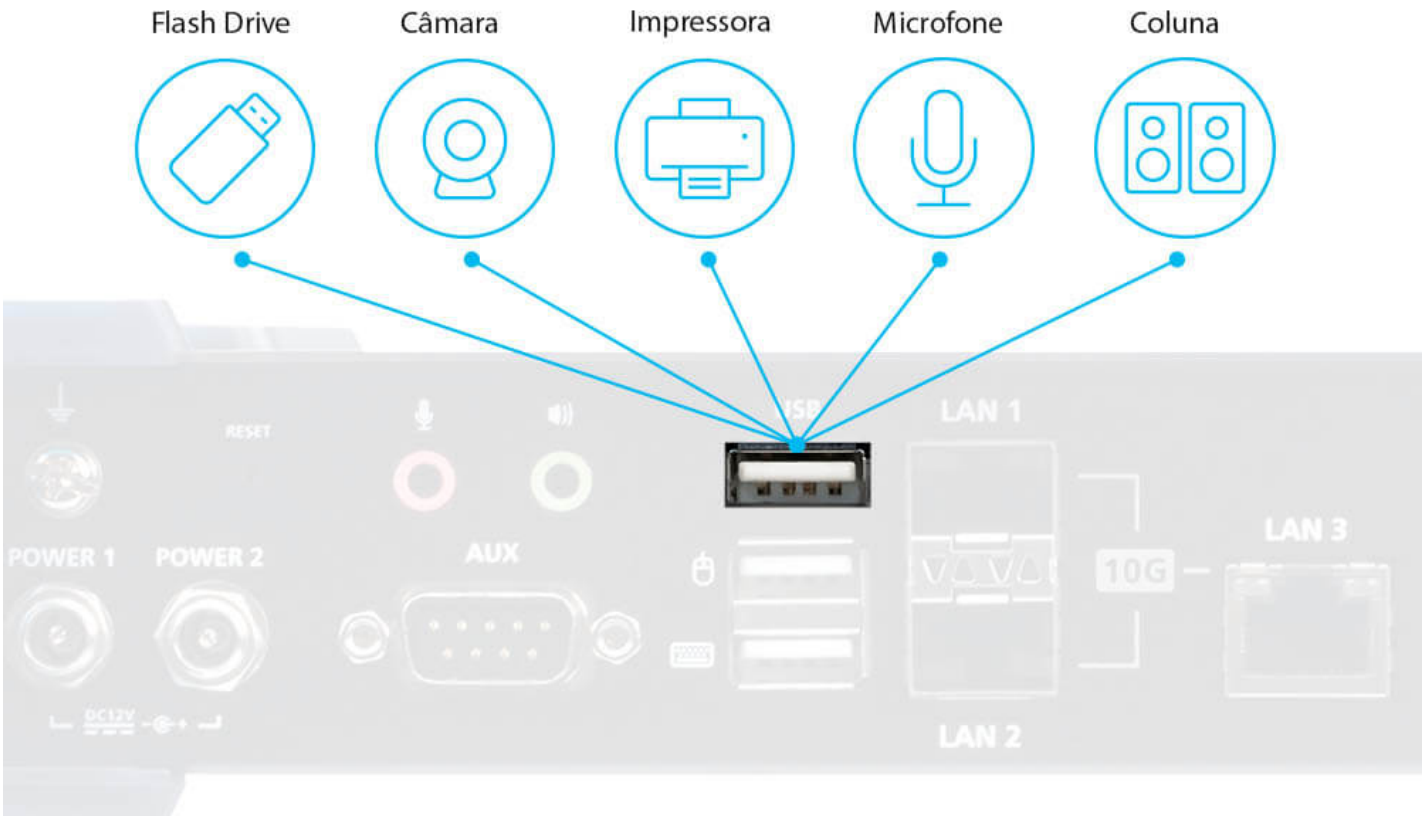 Flash Drive
Câmara
Impressora
Microfone
Coluna
USB
LAN 1
RESET
LAN 3
POWER 1
POWER 2
AUX
10G
DC12V
LAN 2